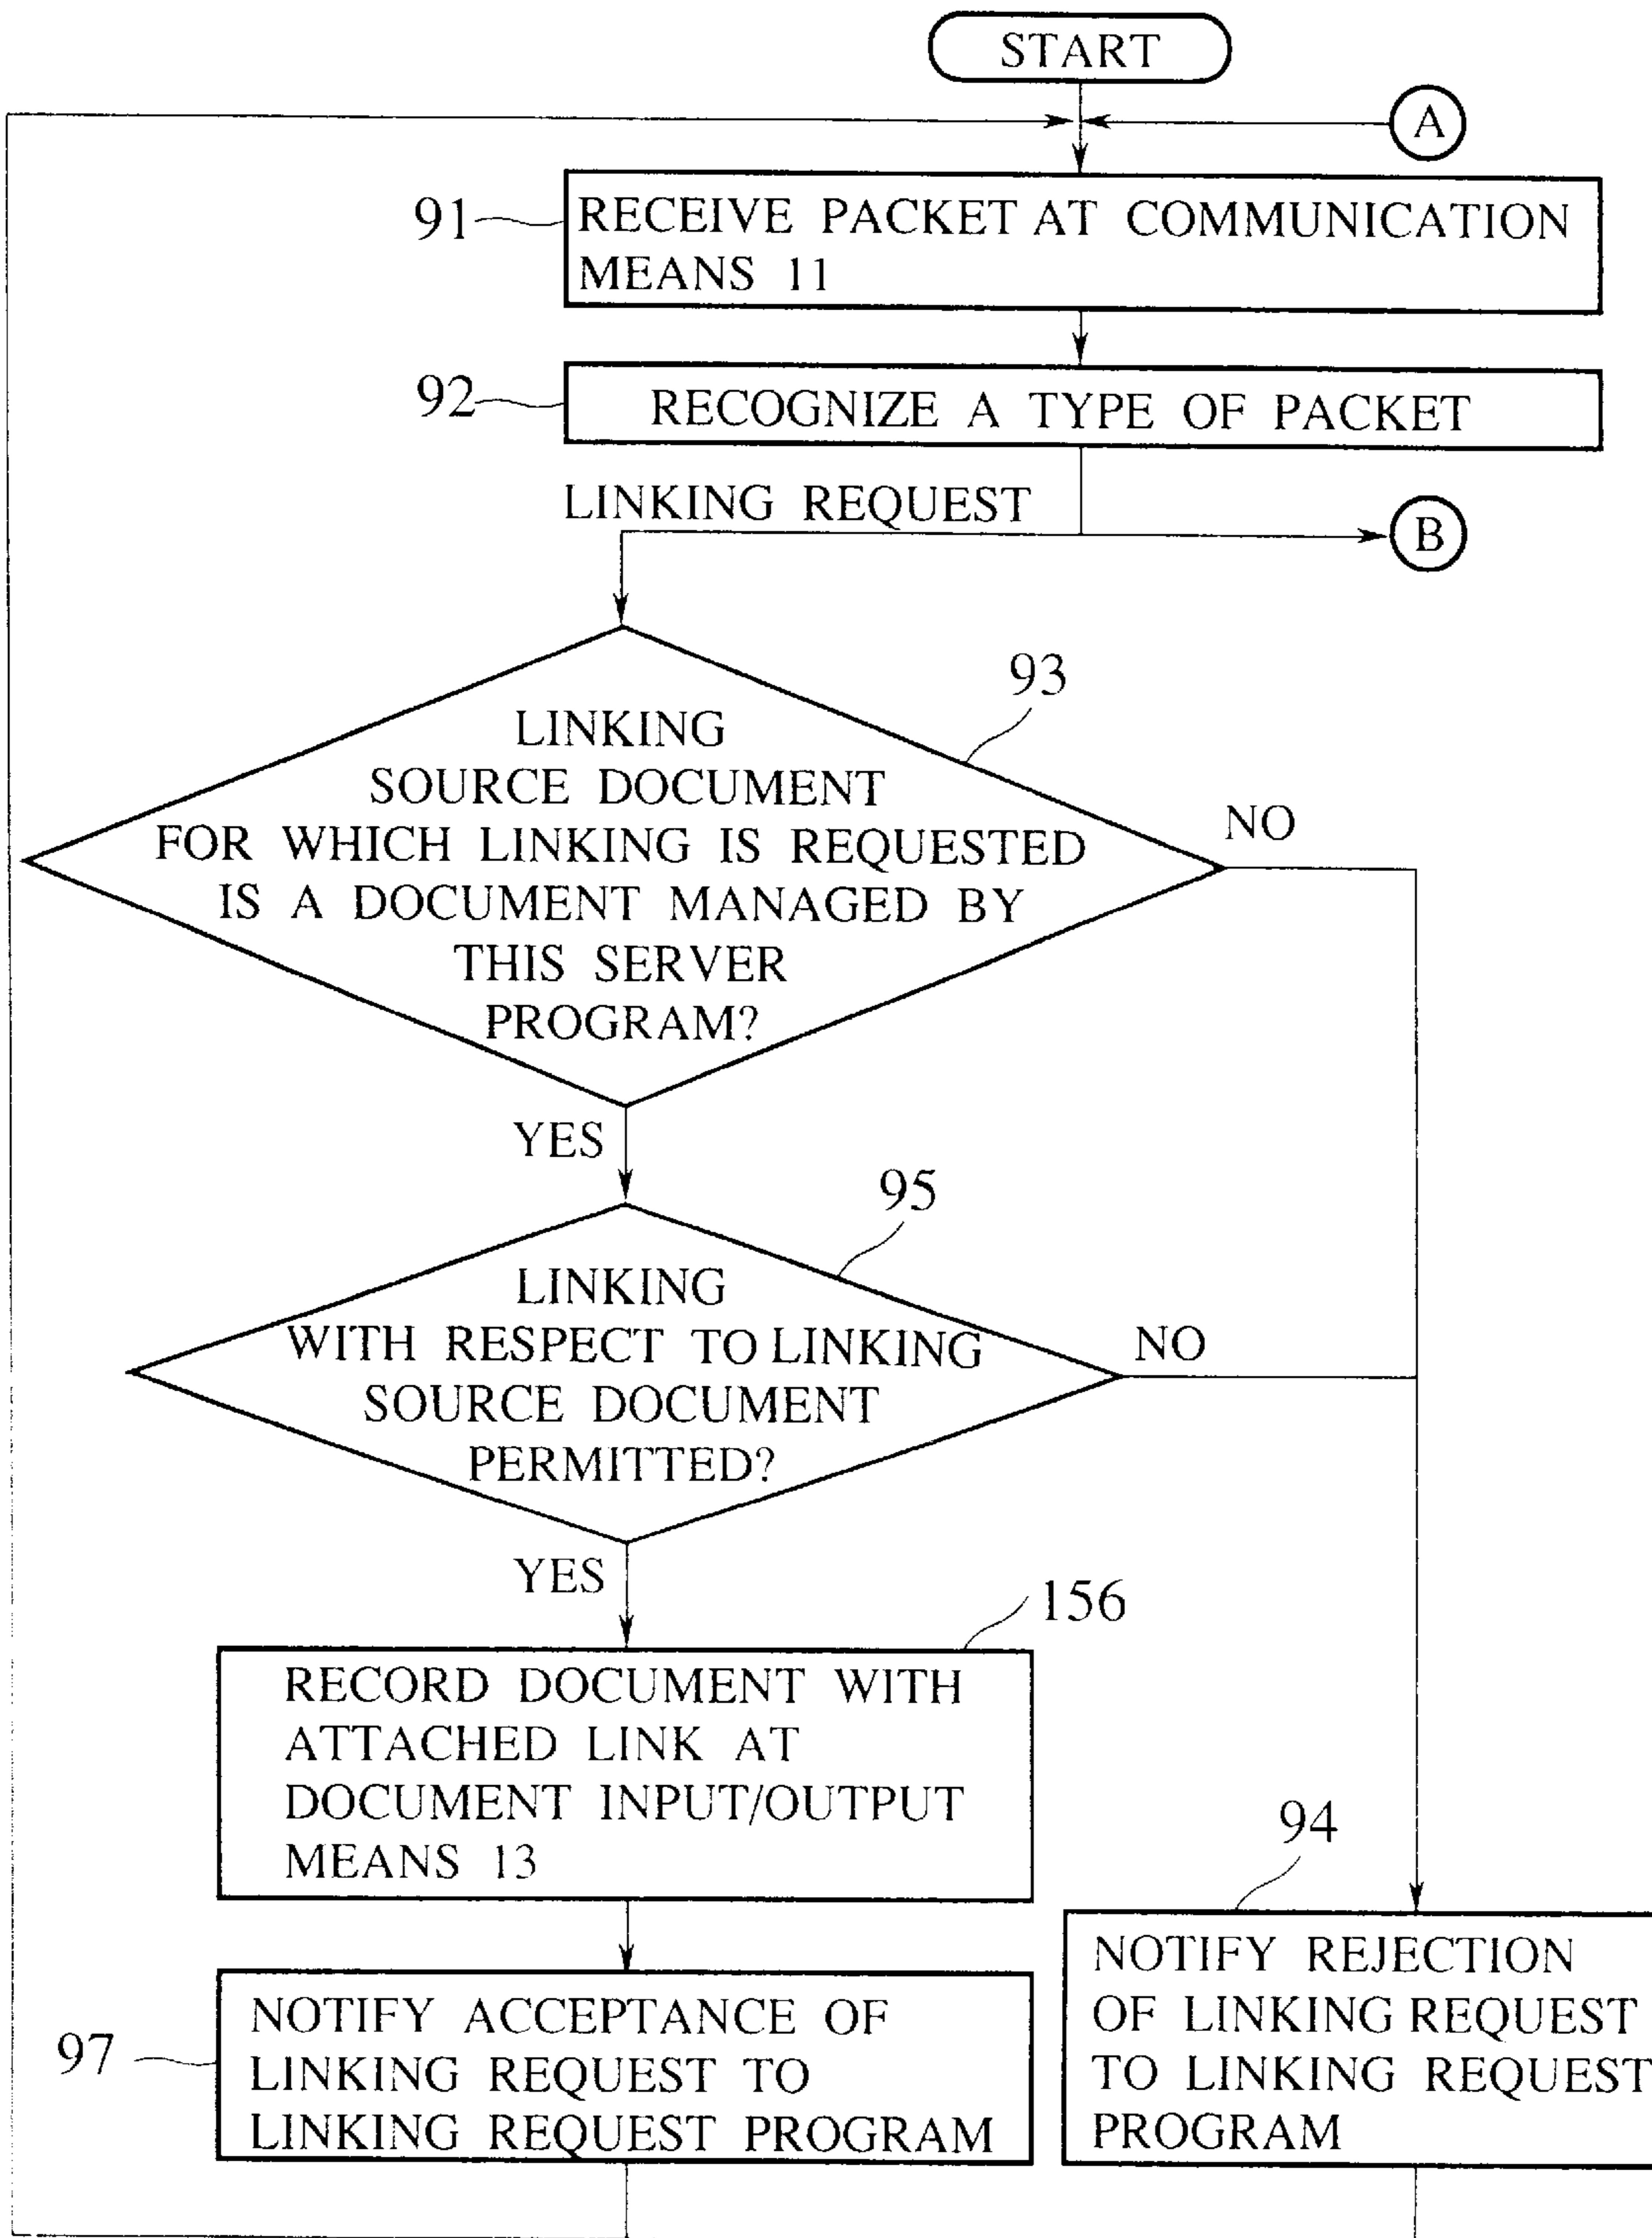 START
A
91
RECEIVE PACKET AT COMMUNICATION
MEANS 11
92
RECOGNIZE A TYPE OF PACKET
LINKING REQUEST
B
93
LINKING
SOURCE DOCUMENT
FOR WHICH LINKING IS REQUESTED
IS A DOCUMENT MANAGED BY
THIS SERVER
PROGRAM?
NO
YES
95
LINKING
WITH RESPECT TO LINKING
SOURCE DOCUMENT
PERMITTED?
NO
YES
156
RECORD DOCUMENT WITH
ATTACHED LINK AT
DOCUMENT INPUT/OUTPUT
MEANS 13
94
NOTIFY REJECTION
OF LINKING REQUEST
TO LINKING REQUEST
PROGRAM
97
NOTIFY ACCEPTANCE OF
LINKING REQUEST TO
LINKING REQUEST PROGRAM